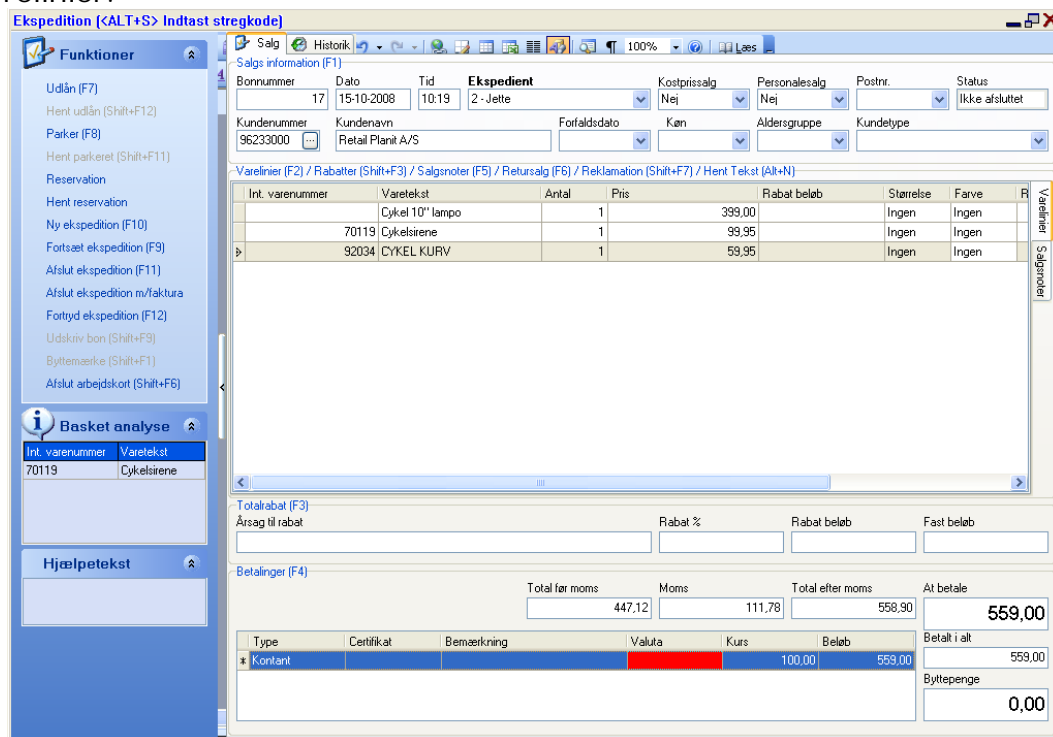 Ekspedition (<ALT+S> Indtast stregkode)
Funktioner
Udlån (F7)
Hent udlån (Shift+F12)
Parker (F8)
Hent parkeret (Shift+F11)
Reservation
Hent reservation
Ny ekspedition (F10)
Fortsæt ekspedition (F9)
Afslut ekspedition (F11)
Afslut ekspedition m/faktura
Fortryd ekspedition (F12)
Udskriv bon (Shift+F9)
Byttemærke (Shift+F1)
Afslut arbejdskort (Shift+F6)
Basket analyse
Int. varenummer Varetekst
70119 Cykelsirene
Hjælpetekst
Salg Historik 100% Læs
Salgs information (F1)
Bonnummer Dato Tid Ekspedient Kostprissalg Personalesalg Postnr. Status
17 15-10-2008 10:19 2 - Jette Nej Nej Ikke afsluttet
Kundenummer Kundenavn Forfaldsdato Køn Aldersgruppe Kundetype
96233000 ... Retail Planit A/S
Varelinier (F2) / Rabatter (Shift+F3) / Salgsnoter (F5) / Retursalg (F6) / Reklamation (Shift+F7) / Hent Tekst (Alt+N)
Int. varenummer Varetekst Antal Pris Rabat beløb Størrelse Farve R
Cykel 10" lampo 1 399,00 Ingen Ingen
70119 Cykelsirene 1 99,95 Ingen Ingen
92034 CYKEL KURV 1 59,95 Ingen Ingen
Varelinier
Salgsnoter
Totalrabat (F3)
Årsag til rabat Rabat % Rabat beløb Fast beløb
Betalinger (F4)
Total før moms Moms Total efter moms At betale
447,12 111,78 558,90 559,00
Type Certifikat Bemærkning Valuta Kurs Beløb Betalt i alt
Kontant 100,00 559,00 559,00
Byttepenge
0,00